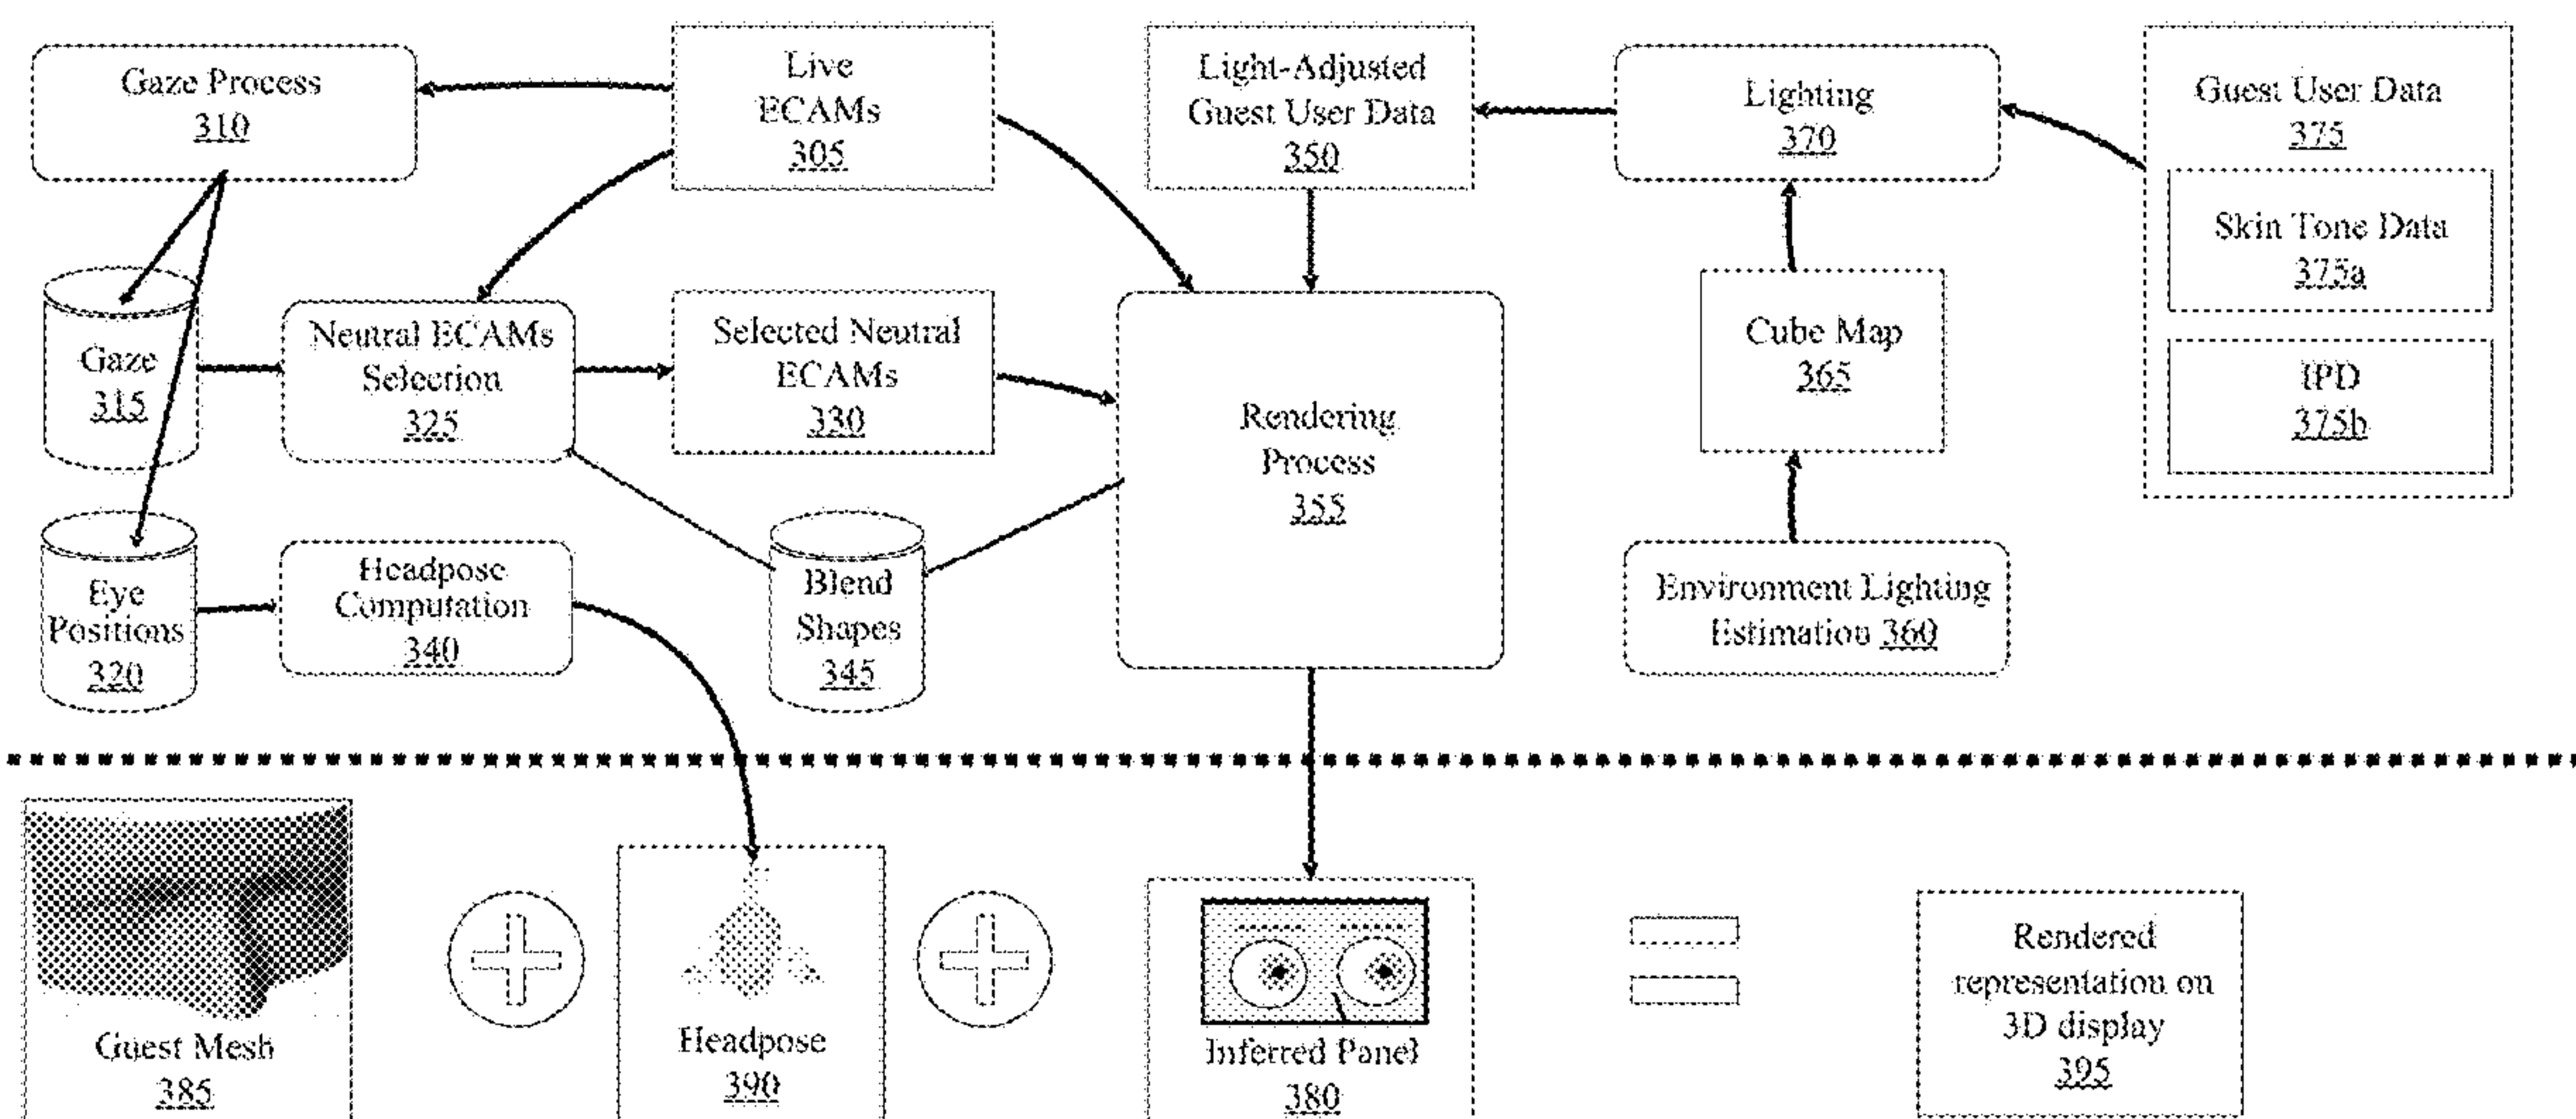 Gaze Process
310
Live
ECAMs
305
Light-Adjusted
Guest User Data
350
Lighting
370
Guest User Data
375
Skin Tone Data
375a
IPD
375b
Gaze
315
Neutral ECAMs
Selection
325
Selected Neutral
ECAMs
330
Rendering
Process
355
Cube Map
365
Eye
Positions
320
Headpose
Computation
340
Blend
Shapes
345
Environment Lighting
Estimation 360
Guest Mesh
385
Headpose
390
Inferred Panel
380
Rendered
representation on
3D display
395